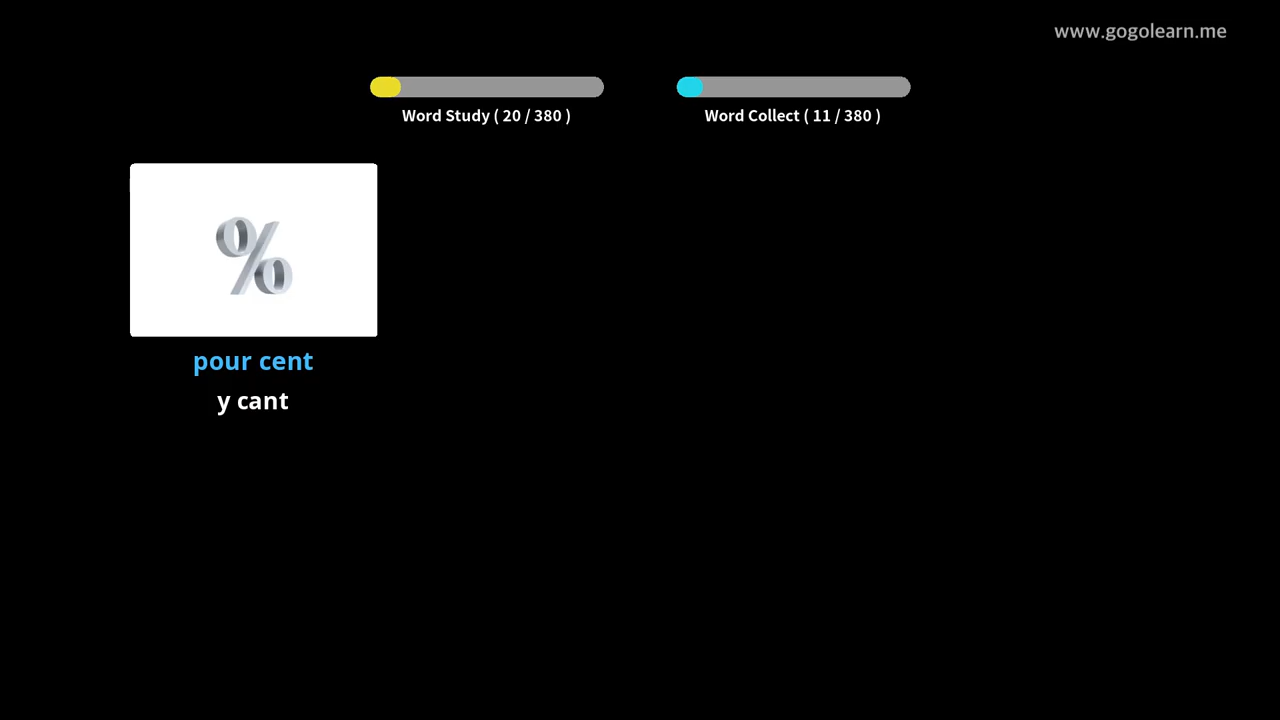 www.gogolearn.me
Word Study ( 20 / 380 )
Word Collect ( 11 / 380 )
%
pour cent
y cant